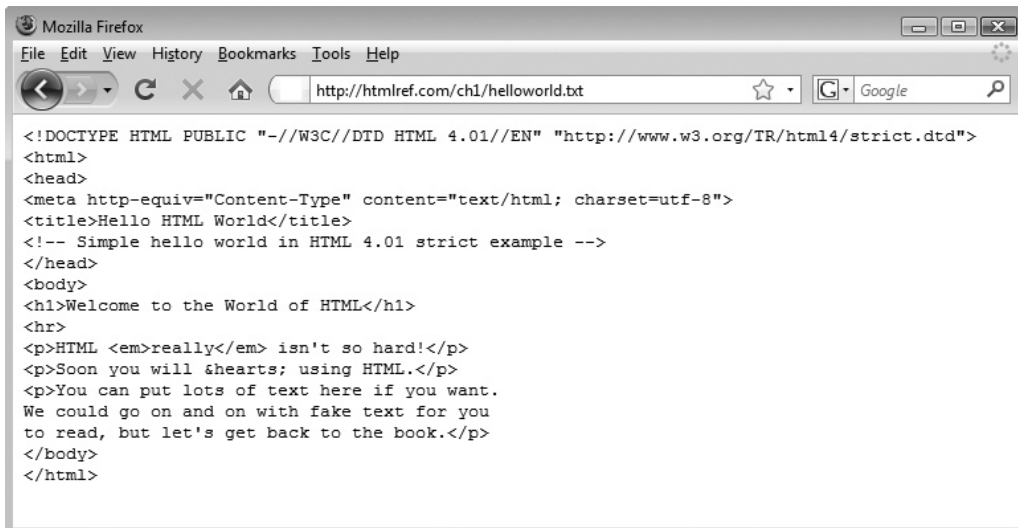 Mozilla Firefox
File Edit View History Bookmarks Tools Help
http://htmlref.com/ch1/helloworld.txt
G Google
<!DOCTYPE HTML PUBLIC "-//W3C//DTD HTML 4.01//EN" "http://www.w3.org/TR/html4/strict.dtd">
<html>
<head>
<meta http-equiv="Content-Type" content="text/html; charset=utf-8">
<title>Hello HTML World</title>
<!-- Simple hello world in HTML 4.01 strict example -->
</head>
<body>
<h1>Welcome to the World of HTML</h1>
<hr>
<p>HTML <em>really</em> isn't so hard!</p>
<p>Soon you will &hearts; using HTML.</p>
<p>You can put lots of text here if you want.
We could go on and on with fake text for you
to read, but let's get back to the book.</p>
</body>
</html>